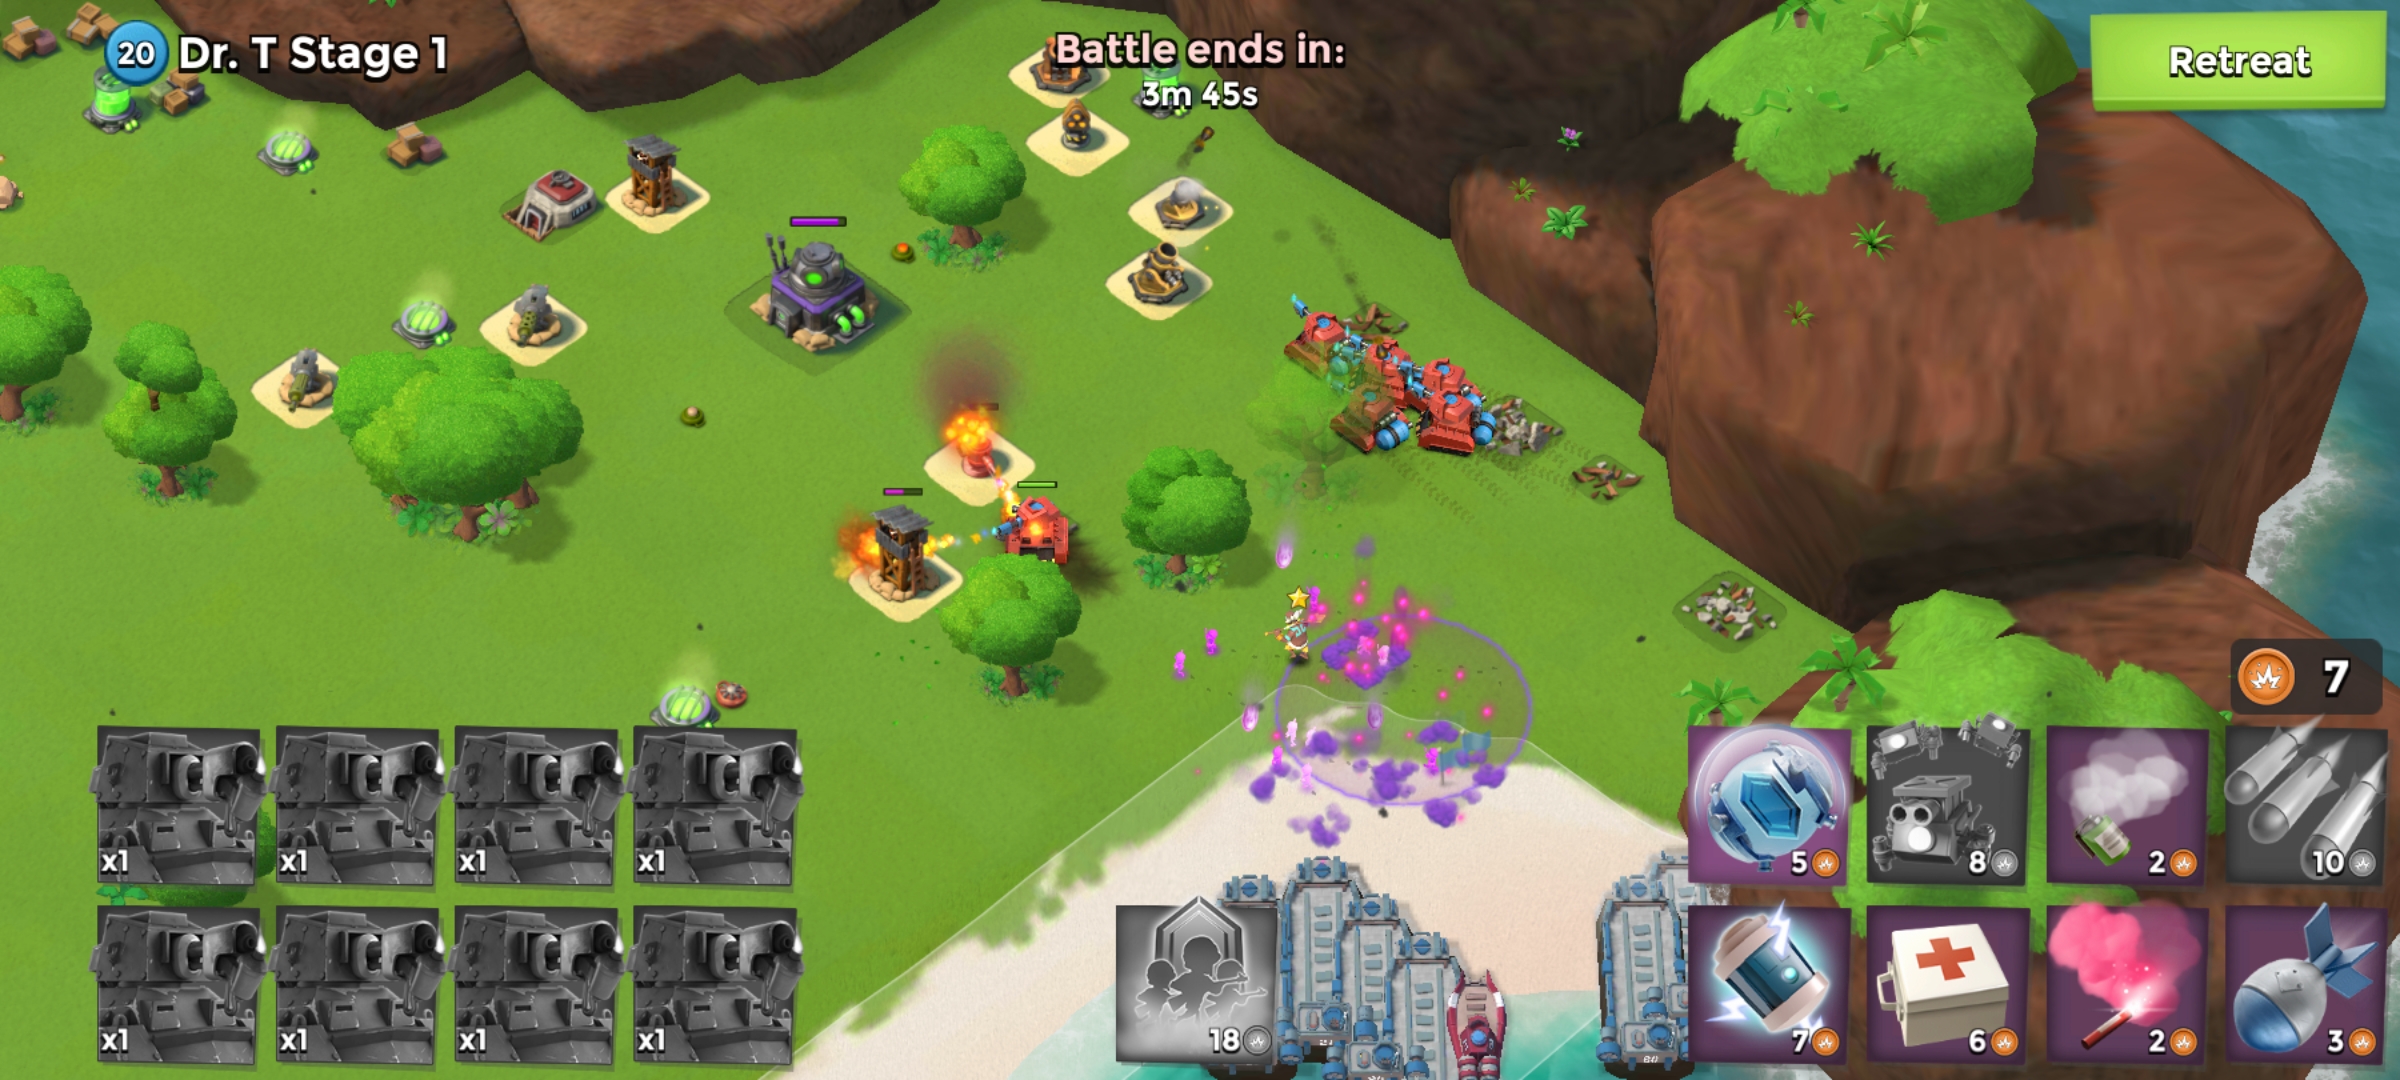 20 Dr. T Stage 1
Battle ends in:
3m 45s
Retreat
7
x1 x1 x1 x1
5 8 2 10
x1 x1 x1 x1
18
7 6 2 3